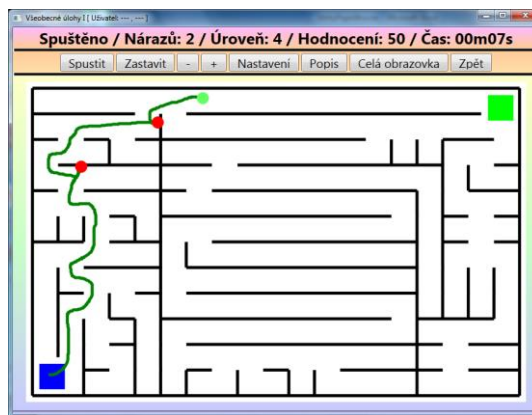 Všeobecné úlohy I [ Uživatel: --- , --- ]
Spuštěno / Nárazů: 2 / Úroveň: 4 / Hodnocení: 50 / Čas: 00m07s
Spustit Zastavit - + Nastavení Popis Celá obrazovka Zpět